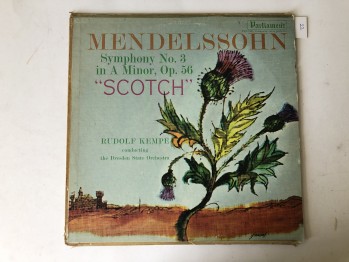 Parliament
MENDELSSOHN
Symphony No. 3
in A Minor, Op. 56
"SCOTCH"
RUDOLF KEMPE
conducting
the Dresden State Orchestra